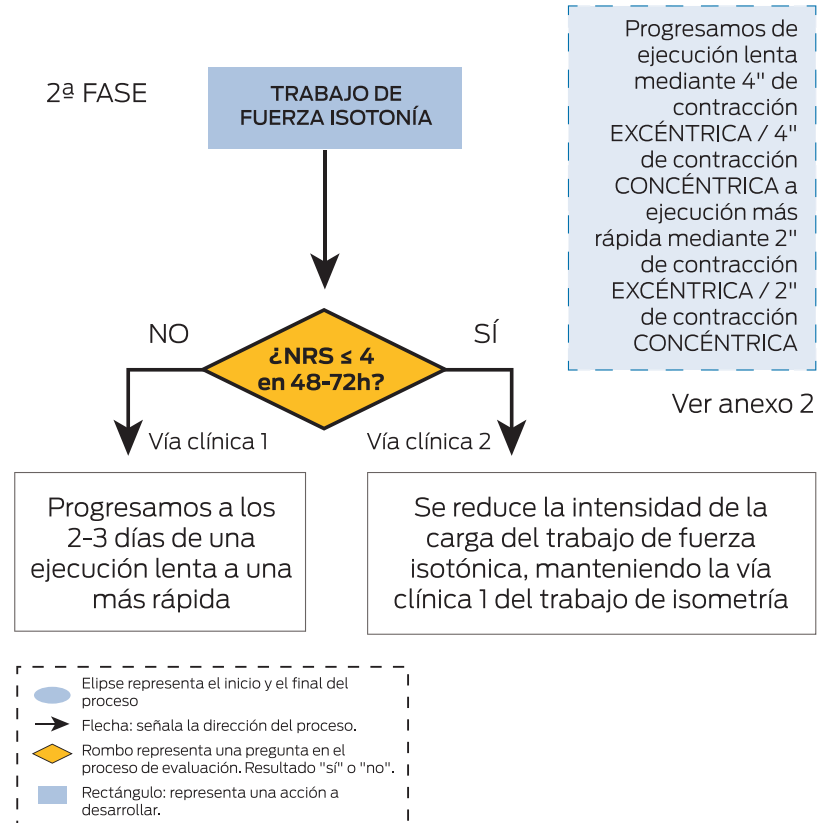 2ª FASE
TRABAJO DE
FUERZA ISOTONÍA
Progresamos de
ejecución lenta
mediante 4" de
contracción
EXCÉNTRICA / 4"
de contracción
CONCÉNTRICA a
ejecución más
rápida mediante 2"
de contracción
EXCÉNTRICA / 2"
de contracción
CONCÉNTRICA
Ver anexo 2
NO
SÍ
¿NRS ≤ 4
en 48-72h?
Vía clínica 1
Vía clínica 2
Progresamos a los
2-3 días de una
ejecución lenta a una
más rápida
Se reduce la intensidad de la
carga del trabajo de fuerza
isotónica, manteniendo la vía
clínica 1 del trabajo de isometría
Elipse representa el inicio y el final del
proceso
Flecha: señala la dirección del proceso.
Rombo representa una pregunta en el
proceso de evaluación. Resultado "sí" o "no".
Rectángulo: representa una acción a
desarrollar.